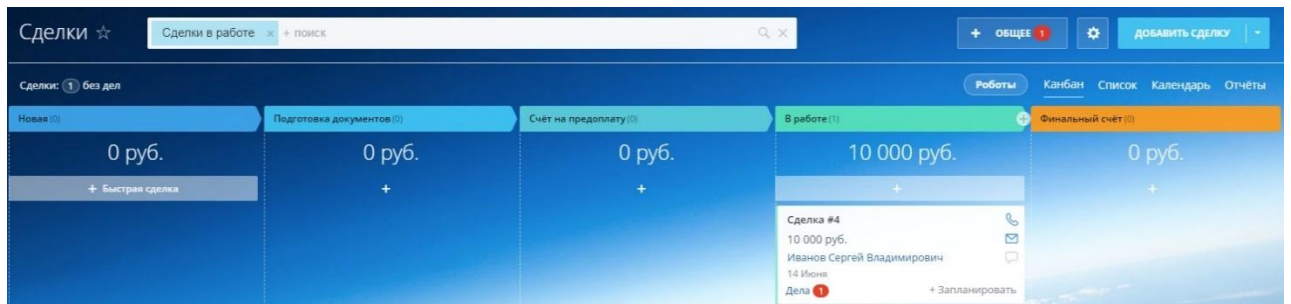 Сделки
Сделки в работе × + поиск
+ ОБЩЕЕ 1
ДОБАВИТЬ СДЕЛКУ
Сделки: 1 без дел
Роботы Канбан Список Календарь Отчёты
Новая (0) Подготовка документов (0) Счёт на предоплату (0) В работе (1) Финальный счёт (0)
0 руб. 0 руб. 0 руб. 10 000 руб. 0 руб.
+ Быстрая сделка + + + +
Сделка #4
10 000 руб.
Иванов Сергей Владимирович
14 Июня
Дела 1 + Запланировать